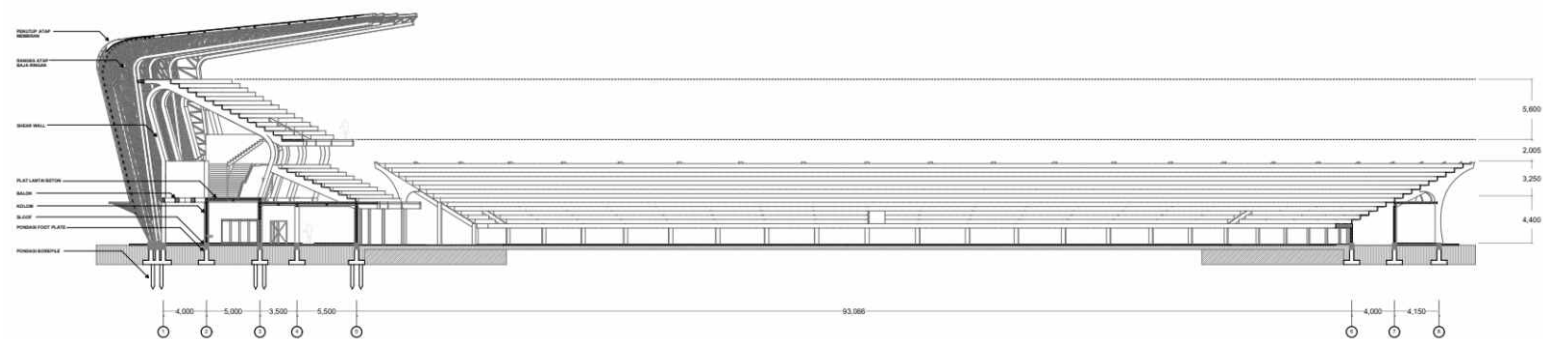 PENUTUP ATAP
MEMBRAN
RANGKA ATAP
BAJA RINGAN
SHEAR WALL
PLAT LANTAI BETON
BALOK
KOLOM
SLOOF
PONDASI FOOT PLATE
PONDASI BOREPILE
5,600
2,005
3,250
4,400
4,000
5,000
3,500
5,500
93,086
4,000
4,150
1
2
3
4
5
6
7
8